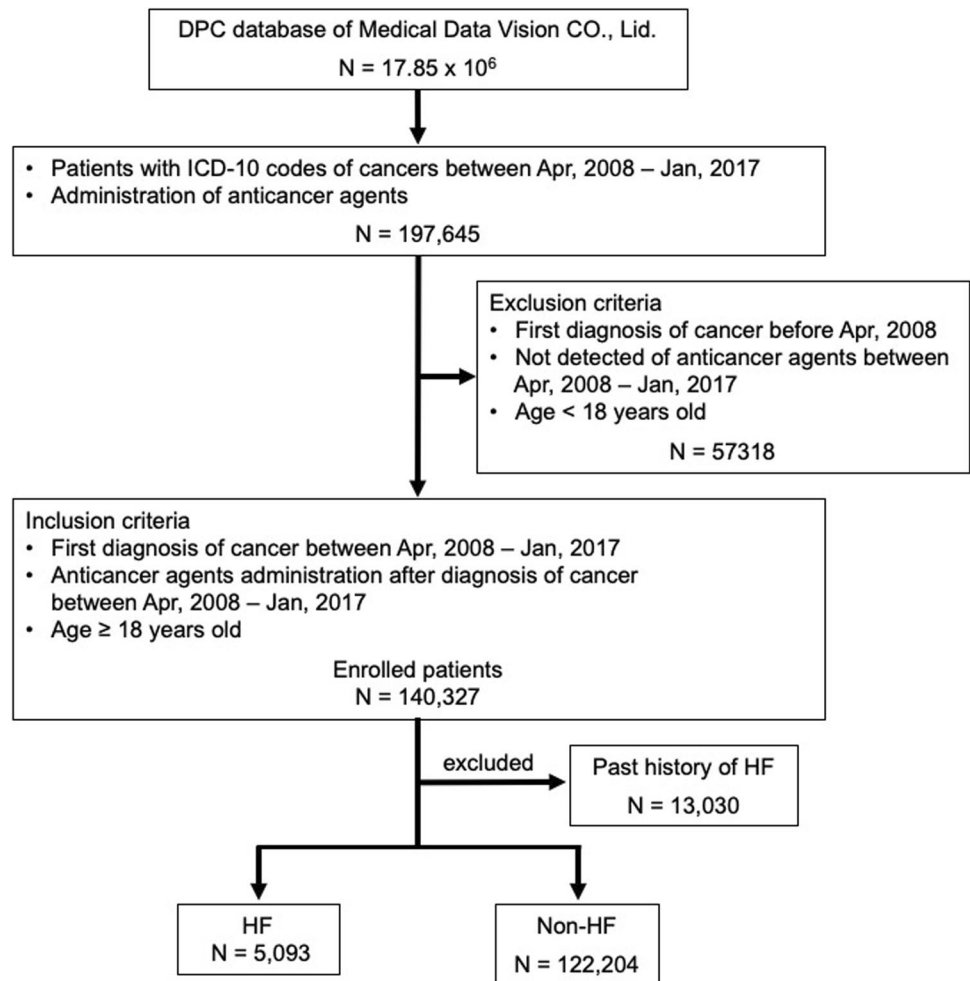 DPC database of Medical Data Vision CO., Lid.
N = 17.85 x 10⁶
• Patients with ICD-10 codes of cancers between Apr, 2008 – Jan, 2017
• Administration of anticancer agents
N = 197,645
Exclusion criteria
• First diagnosis of cancer before Apr, 2008
• Not detected of anticancer agents between
Apr, 2008 – Jan, 2017
• Age < 18 years old
N = 57318
Inclusion criteria
• First diagnosis of cancer between Apr, 2008 – Jan, 2017
• Anticancer agents administration after diagnosis of cancer
between Apr, 2008 – Jan, 2017
• Age ≥ 18 years old
Enrolled patients
N = 140,327
excluded
Past history of HF
N = 13,030
HF
N = 5,093
Non-HF
N = 122,204